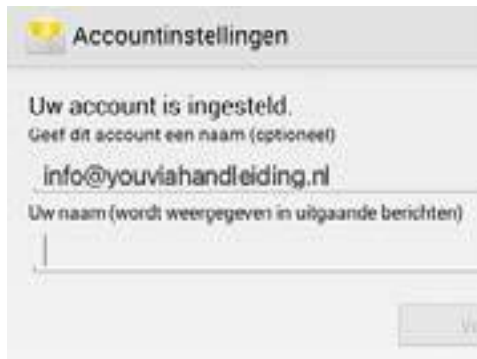 Accountinstellingen
Uw account is ingesteld.
Geef dit account een naam (optioneel)
info@youviahandleiding.nl
Uw naam (wordt weergegeven in uitgaande berichten)